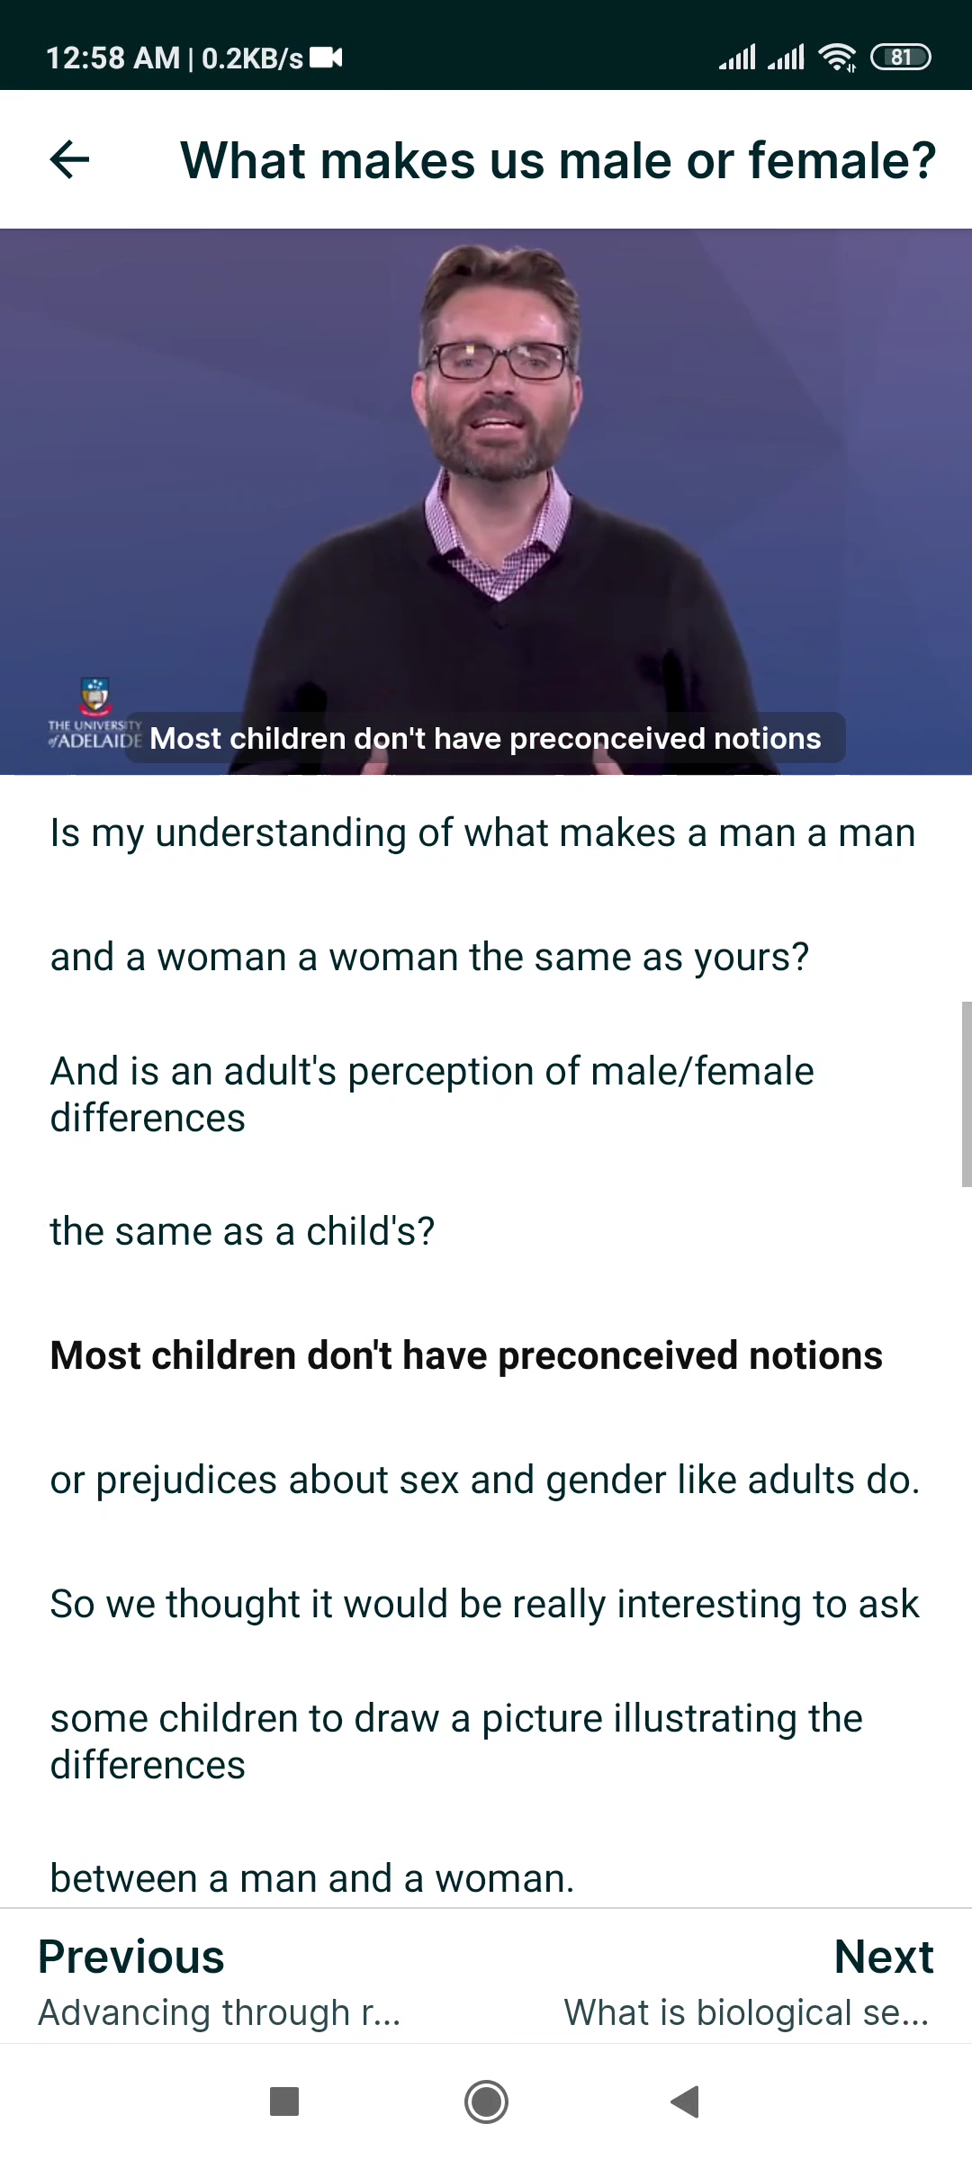 12:58 AM | 0.2KB/s
81
What makes us male or female?
THE UNIVERSITY
of ADELAIDE
Most children don't have preconceived notions
Is my understanding of what makes a man a man
and a woman a woman the same as yours?
And is an adult's perception of male/female
differences
the same as a child's?
Most children don't have preconceived notions
or prejudices about sex and gender like adults do.
So we thought it would be really interesting to ask
some children to draw a picture illustrating the
differences
between a man and a woman.
Previous
Next
Advancing through r...
What is biological se...